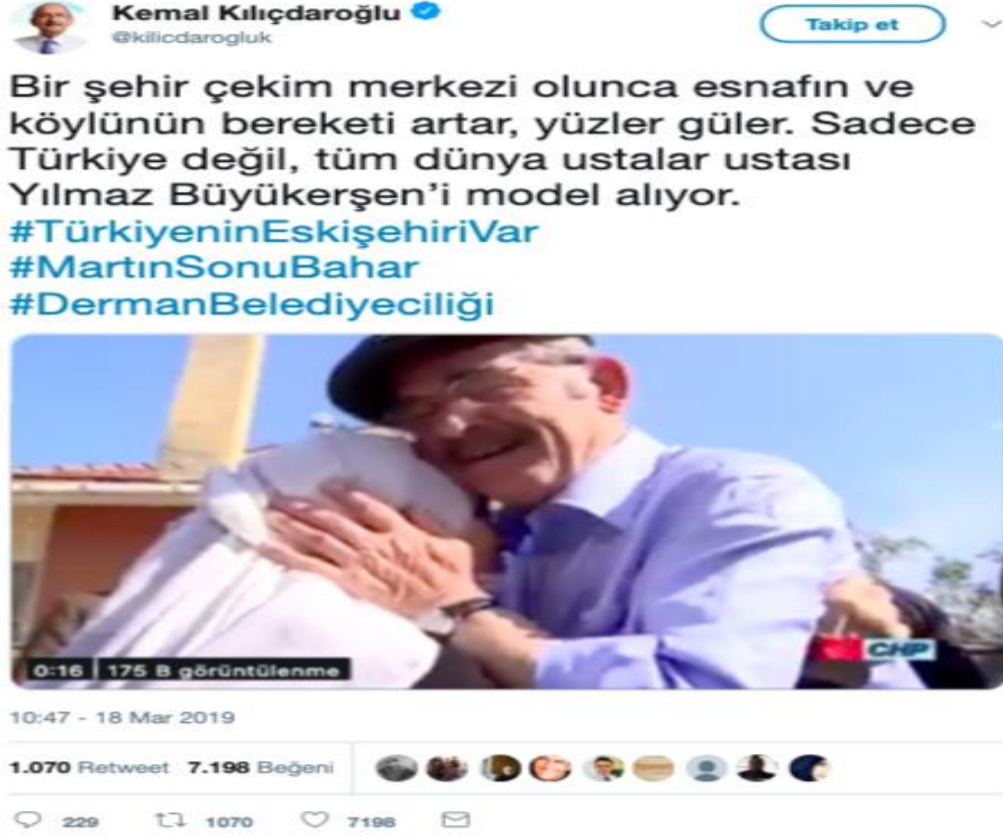 Kemal Kılıçdaroğlu
@kilicdarogluk
Takip et
Bir şehir çekim merkezi olunca esnafın ve
köylünün bereketi artar, yüzler güler. Sadece
Türkiye değil, tüm dünya ustalar ustası
Yılmaz Büyükerşen’i model alıyor.
#TürkiyeninEskişehiriVar
#MartınSonuBahar
#DermanBelediyeciliği
CHP
0:16 | 175 B görüntülenme
10:47 - 18 Mar 2019
1.070 Retweet 7.198 Beğeni
229 1070 7198